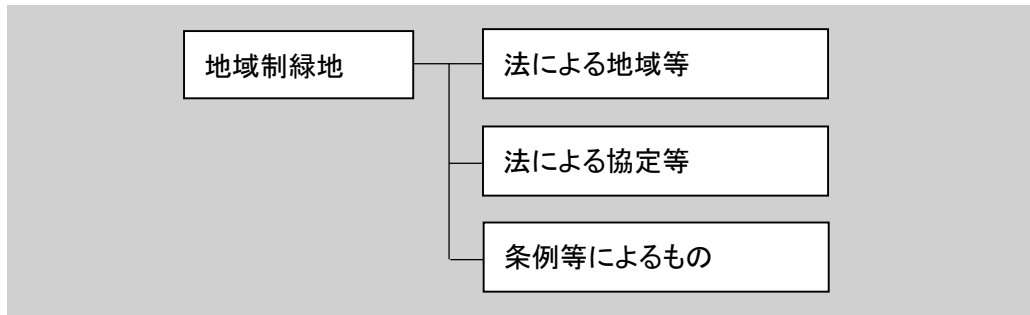 地域制緑地
法による地域等
法による協定等
条例等によるもの